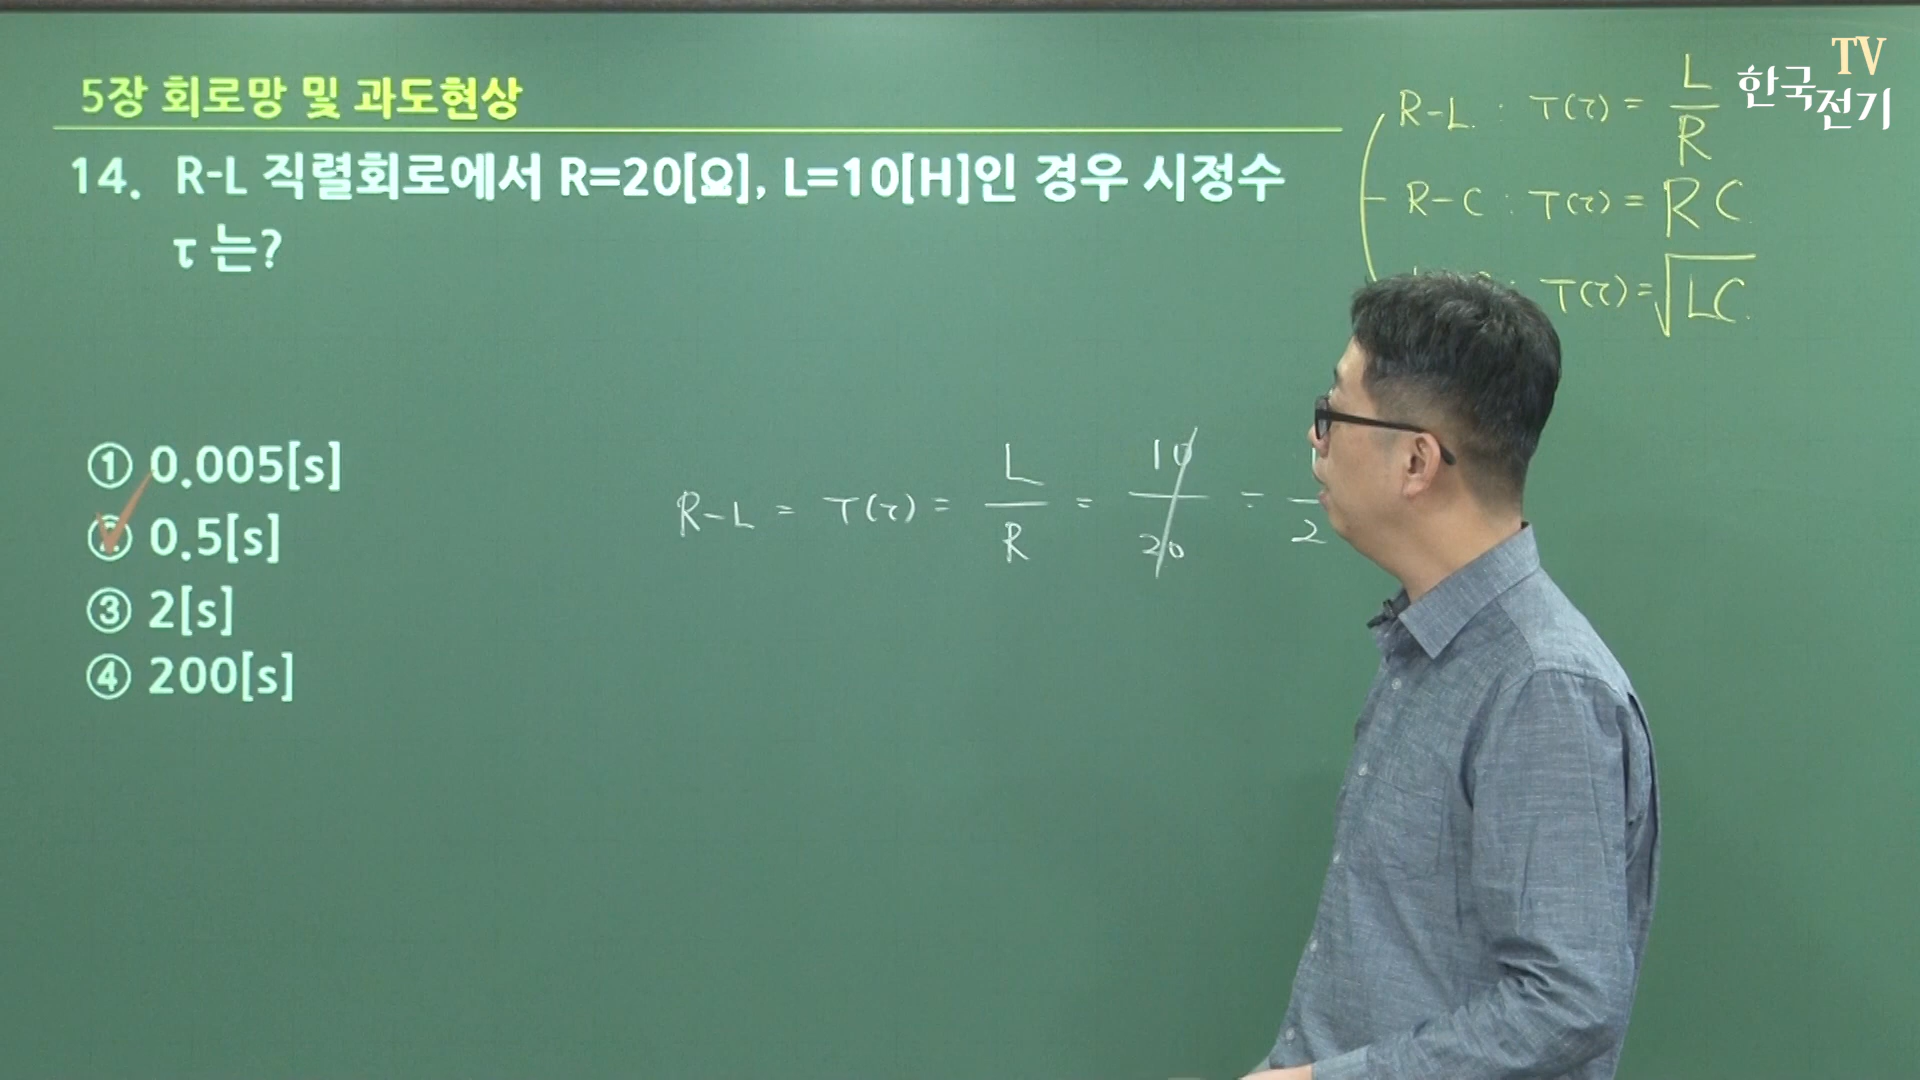 5장 회로망 및 과도현상
14. R-L 직렬회로에서 R=20[Ω], L=10[H]인 경우 시정수
τ 는?
① 0.005[s]
② 0.5[s]
③ 2[s]
④ 200[s]
R-L = T(τ) = L/R = 10/20 = /2
R-L : T(τ) = L/R
R-C : T(τ) = RC
: T(τ) = √LC
TV
한국
전기